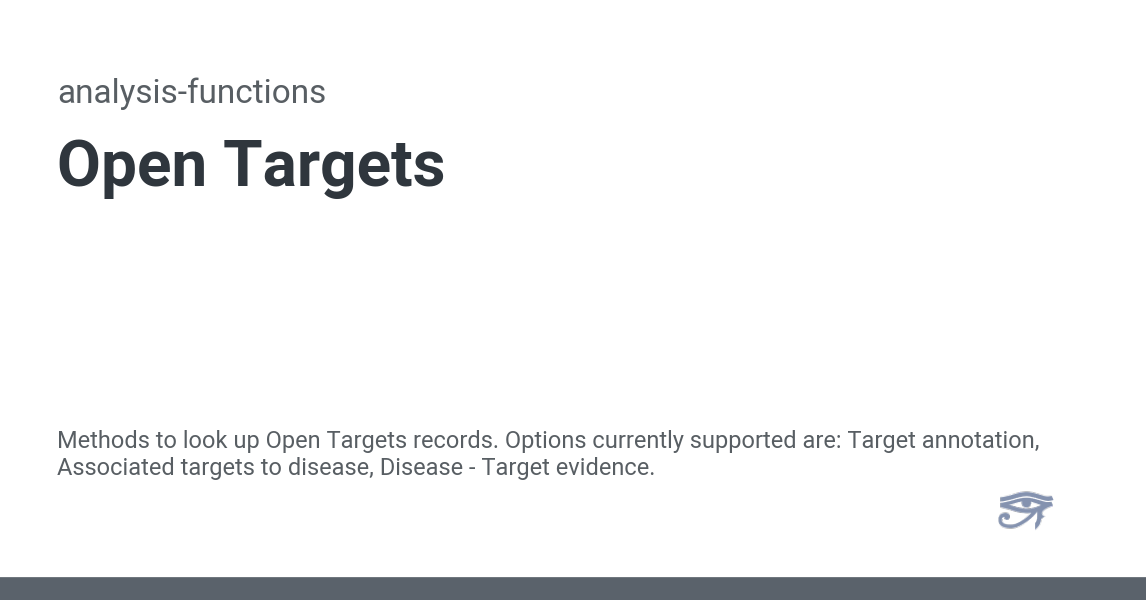 analysis-functions
Open Targets
Methods to look up Open Targets records. Options currently supported are: Target annotation,
Associated targets to disease, Disease - Target evidence.